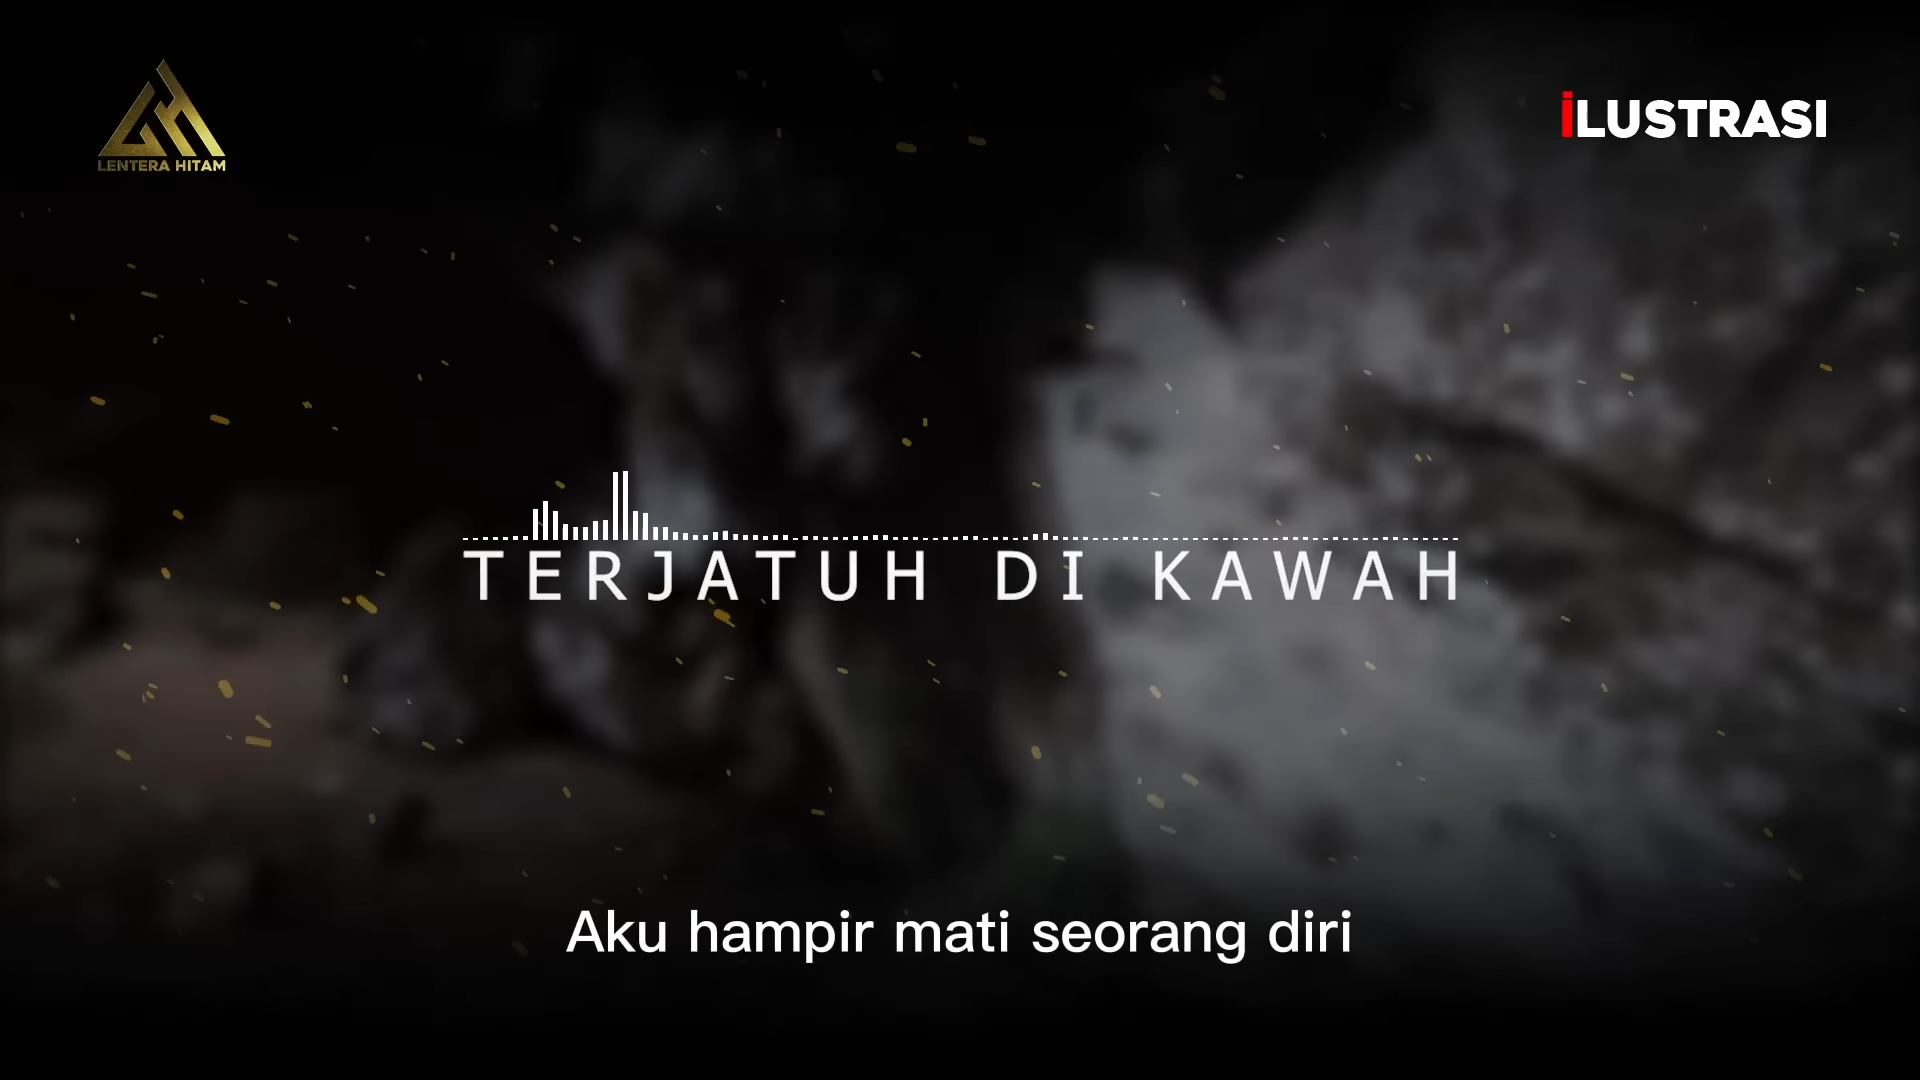 LENTERA HITAM
iLUSTRASI
TERJATUH DI KAWAH
Aku hampir mati seorang diri